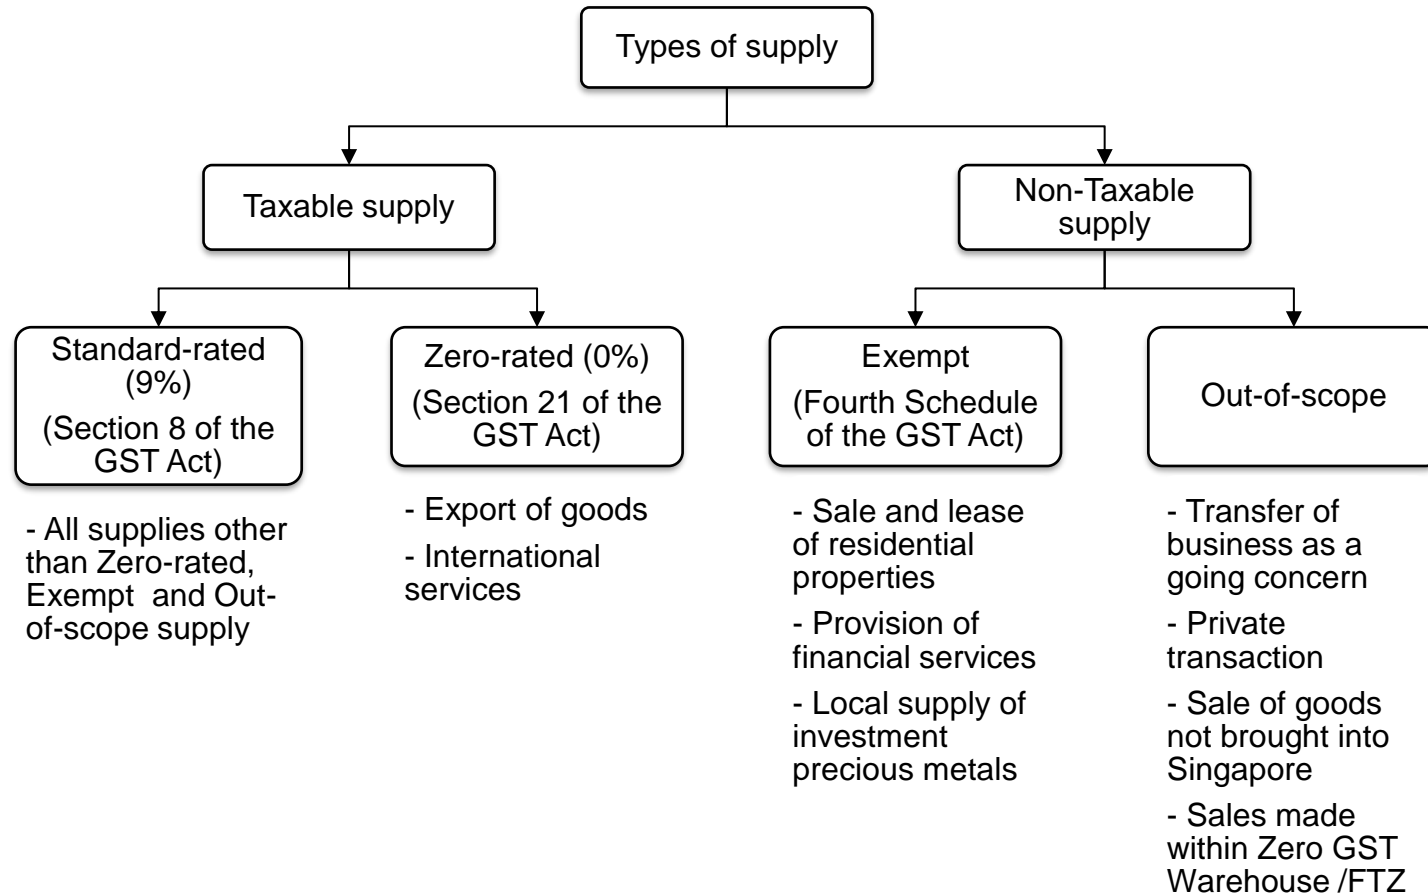 Types of supply
Taxable supply
Non-Taxable
supply
Standard-rated
(9%)
(Section 8 of the
GST Act)
Zero-rated (0%)
(Section 21 of the
GST Act)
Exempt
(Fourth Schedule
of the GST Act)
Out-of-scope
- All supplies other
than Zero-rated,
Exempt  and Out-
of-scope supply
- Export of goods
- International
services
- Sale and lease
of residential
properties
- Provision of
financial services
- Local supply of
investment
precious metals
- Transfer of
business as a
going concern
- Private
transaction
- Sale of goods
not brought into
Singapore
- Sales made
within Zero GST
Warehouse /FTZ